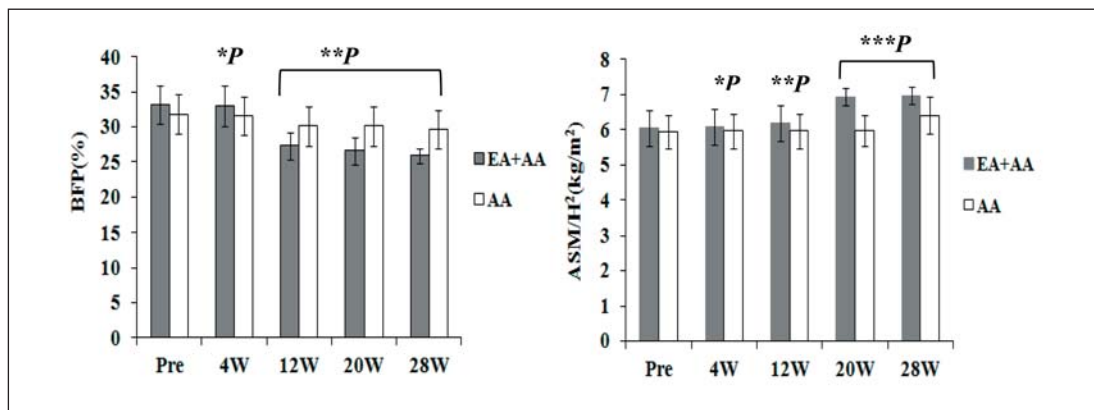 *P
**P
40
35
30
25
20
15
10
5
0
BFP(%)
Pre 4W 12W 20W 28W
EA+AA
AA
***P
*P **P
8
7
6
5
4
3
2
1
0
ASM/H²(kg/m²)
Pre 4W 12W 20W 28W
EA+AA
AA